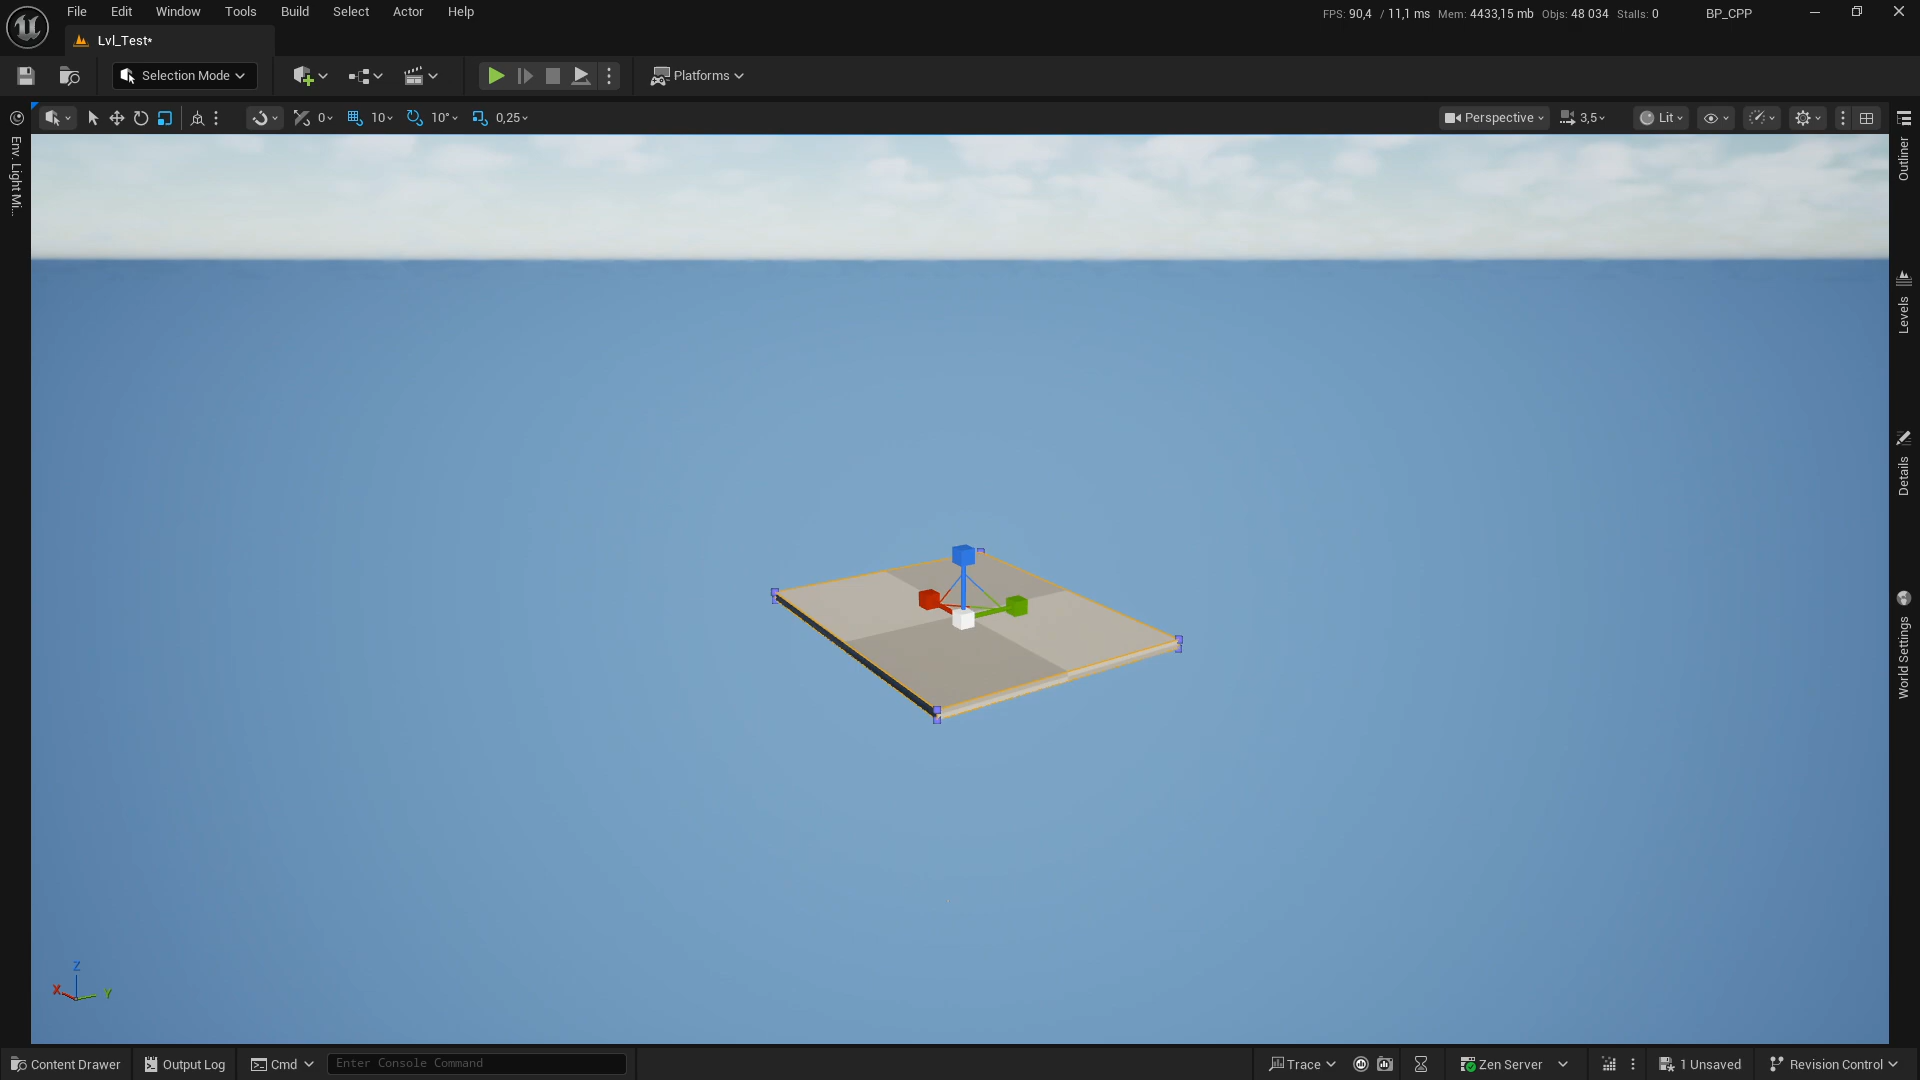 File Edit Window Tools Build Select Actor Help
FPS: 90,4 / 11,1 ms Mem: 4433,15 mb Objs: 48 034 Stalls: 0 BP_CPP
Lvl_Test*
Selection Mode
Platforms
0 10 10° 0,25
Perspective 3,5 Lit
Env. Light Mi...
Outliner
Levels
Details
World Settings
Z
X
Y
Content Drawer Output Log Cmd Enter Console Command
Trace Zen Server 1 Unsaved Revision Control